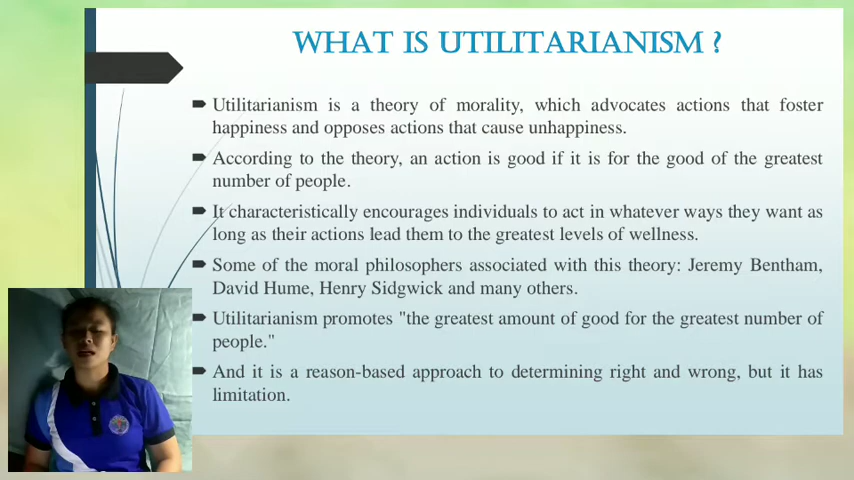 WHAT IS UTILITARIANISM ?
Utilitarianism is a theory of morality, which advocates actions that foster
happiness and opposes actions that cause unhappiness.
According to the theory, an action is good if it is for the good of the greatest
number of people.
It characteristically encourages individuals to act in whatever ways they want as
long as their actions lead them to the greatest levels of wellness.
Some of the moral philosophers associated with this theory: Jeremy Bentham,
David Hume, Henry Sidgwick and many others.
Utilitarianism promotes "the greatest amount of good for the greatest number of
people."
And it is a reason-based approach to determining right and wrong, but it has
limitation.